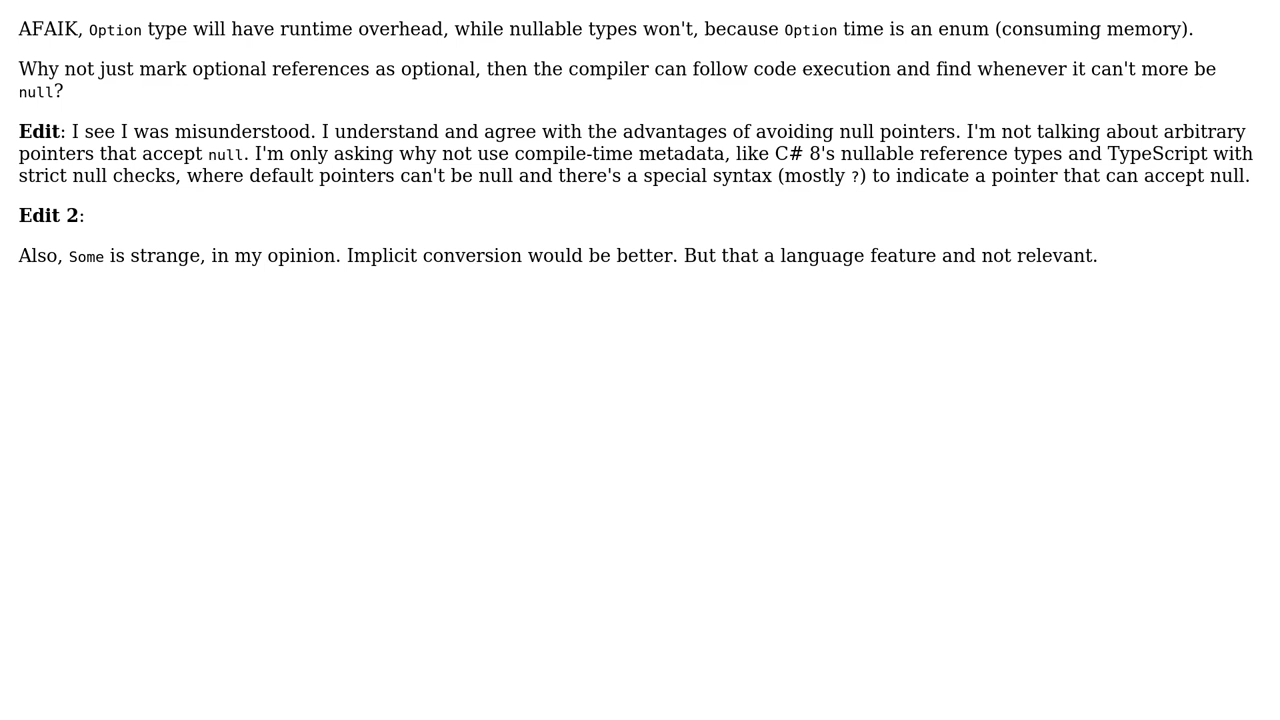 AFAIK, Option type will have runtime overhead, while nullable types won't, because Option time is an enum (consuming memory).
Why not just mark optional references as optional, then the compiler can follow code execution and find whenever it can't more be
null?
Edit: I see I was misunderstood. I understand and agree with the advantages of avoiding null pointers. I'm not talking about arbitrary
pointers that accept null. I'm only asking why not use compile-time metadata, like C# 8's nullable reference types and TypeScript with
strict null checks, where default pointers can't be null and there's a special syntax (mostly ?) to indicate a pointer that can accept null.
Edit 2:
Also, Some is strange, in my opinion. Implicit conversion would be better. But that a language feature and not relevant.